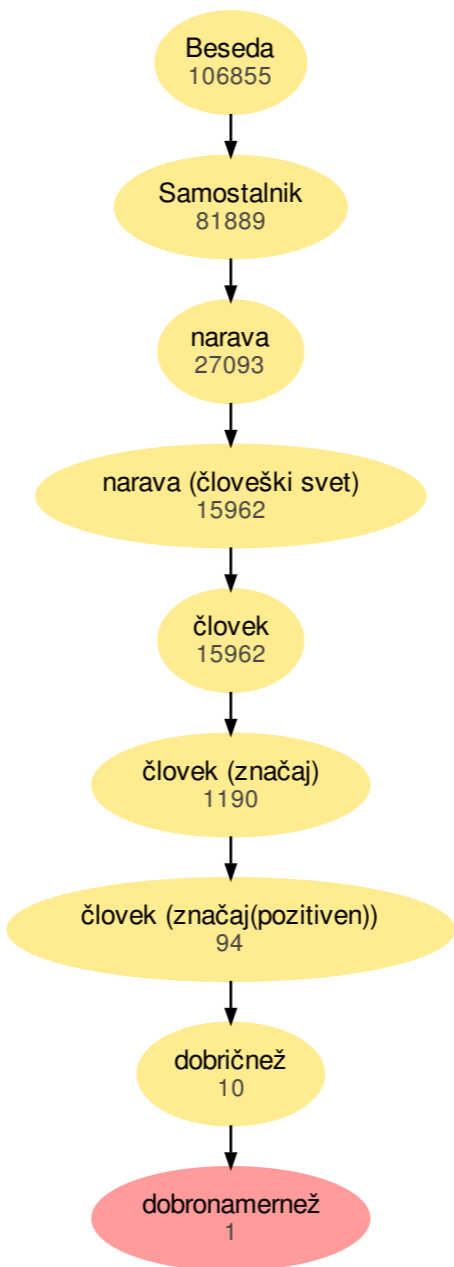 Beseda
106855
Samostalnik
81889
narava
27093
narava (človeški svet)
15962
človek
15962
človek (značaj)
1190
človek (značaj(pozitiven))
94
dobričnež
10
dobronamernež
1